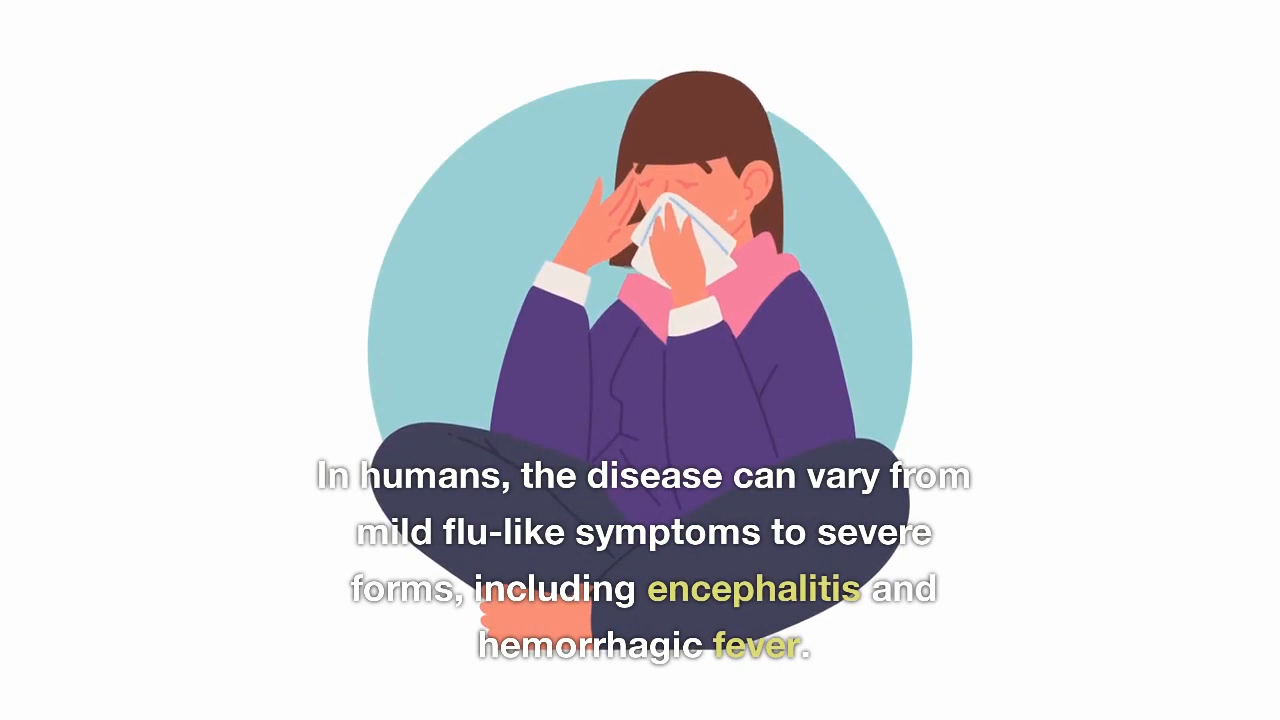 In humans, the disease can vary from
mild flu-like symptoms to severe
forms, including encephalitis and
hemorrhagic fever.